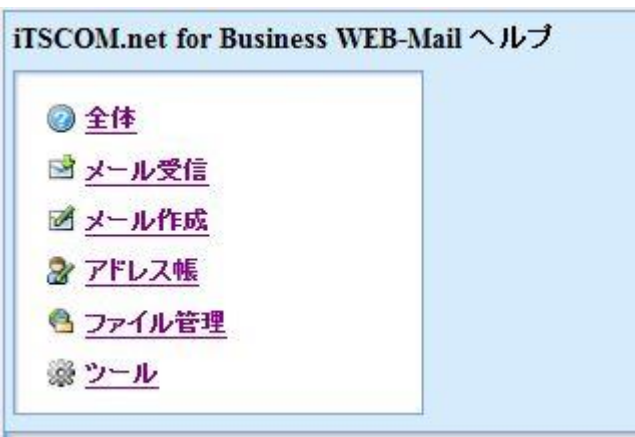 iTSCOM.net for Business WEB-Mail ヘルプ
全体
メール受信
メール作成
アドレス帳
ファイル管理
ツール